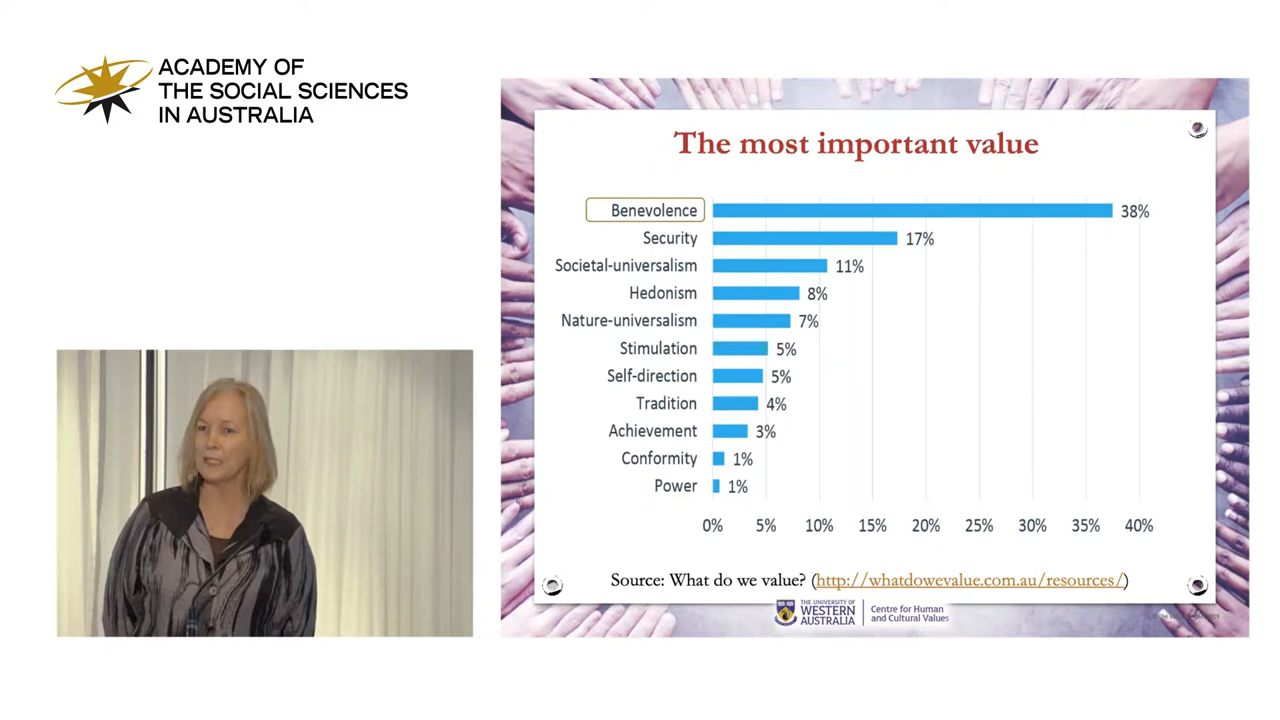 ACADEMY OF
THE SOCIAL SCIENCES
IN AUSTRALIA
The most important value
Benevolence 38%
Security 17%
Societal-universalism 11%
Hedonism 8%
Nature-universalism 7%
Stimulation 5%
Self-direction 5%
Tradition 4%
Achievement 3%
Conformity 1%
Power 1%
0% 5% 10% 15% 20% 25% 30% 35% 40%
Source: What do we value? (http://whatdowevalue.com.au/resources/)
THE UNIVERSITY OF
WESTERN
AUSTRALIA
Centre for Human
and Cultural Values